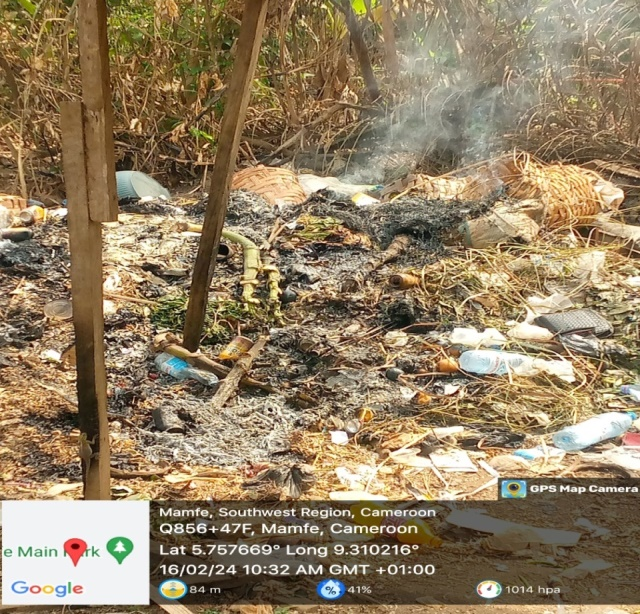 GPS Map Camera
Mamfe, Southwest Region, Cameroon
Q856+47F, Mamfe, Cameroon
Lat 5.757669° Long 9.310216°
16/02/24 10:32 AM GMT +01:00
84 m
41%
1014 hpa
e Main
rk
Google